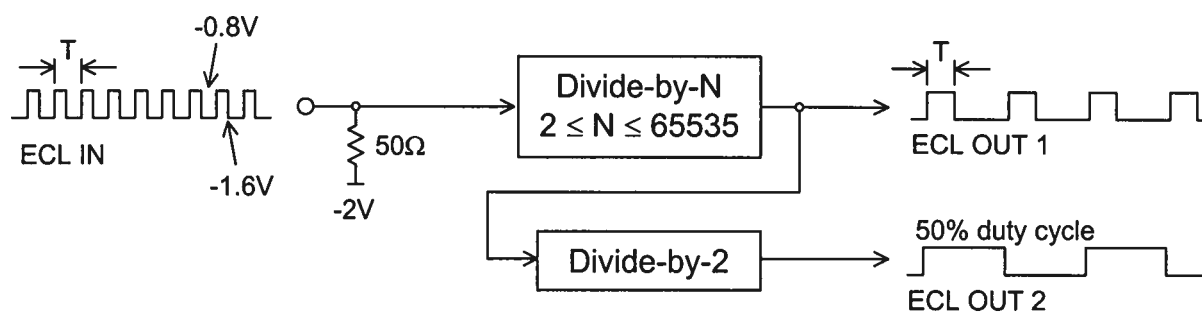 -0.8V
T
ECL IN
-1.6V
50Ω
-2V
Divide-by-N
2 ≤ N ≤ 65535
T
ECL OUT 1
Divide-by-2
50% duty cycle
ECL OUT 2